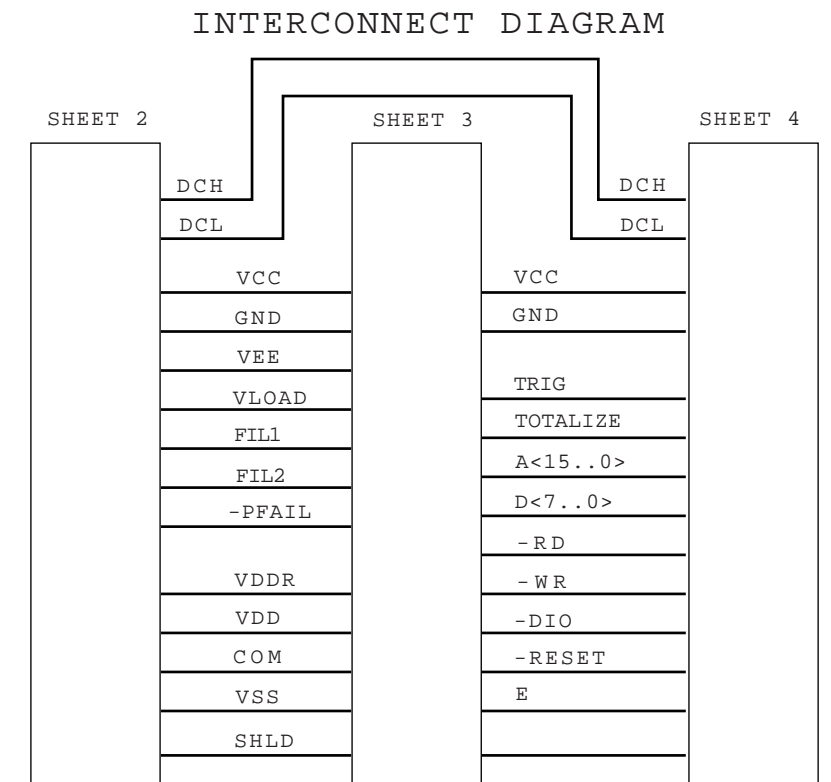 INTERCONNECT DIAGRAM
SHEET 2
SHEET 3
SHEET 4
DCH
DCH
DCL
DCL
VCC
VCC
GND
GND
VEE
VLOAD
TRIG
FIL1
TOTALIZE
FIL2
A<15..0>
-PFAIL
D<7..0>
-RD
VDDR
-WR
VDD
-DIO
COM
-RESET
VSS
E
SHLD